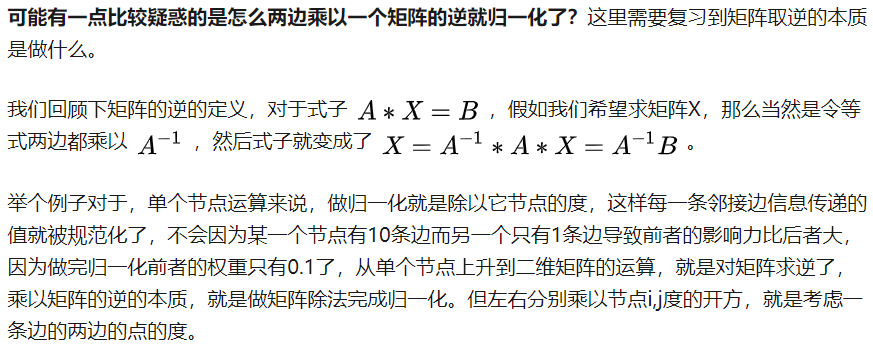 可能有一点比较疑惑的是怎么两边乘以一个矩阵的逆就归一化了？这里需要复习到矩阵取逆的本质
是做什么。
我们回顾下矩阵的逆的定义，对于式子 A ∗ X = B ，假如我们希望求矩阵X，那么当然是令等
式两边都乘以 A⁻¹ ，然后式子就变成了 X = A⁻¹ ∗ A ∗ X = A⁻¹B 。
举个例子对于，单个节点运算来说，做归一化就是除以它节点的度，这样每一条邻接边信息传递的
值就被规范化了，不会因为某一个节点有10条边而另一个只有1条边导致前者的影响力比后者大，
因为做完归一化前者的权重只有0.1了，从单个节点上升到二维矩阵的运算，就是对矩阵求逆了，
乘以矩阵的逆的本质，就是做矩阵除法完成归一化。但左右分别乘以节点i,j度的开方，就是考虑一
条边的两边的点的度。